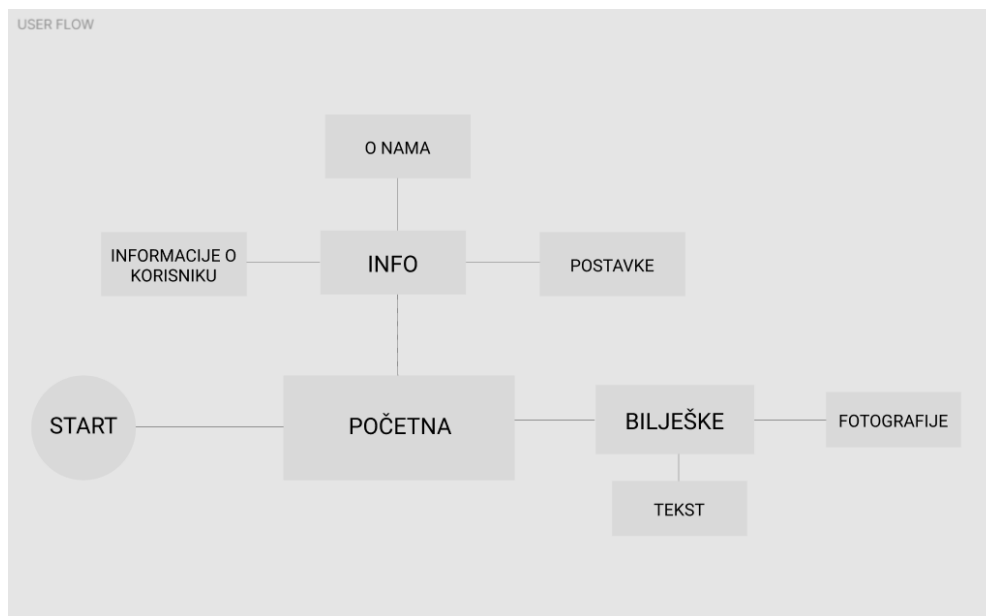 USER FLOW
O NAMA
INFORMACIJE O
KORISNIKU
INFO
POSTAVKE
START
POČETNA
BILJEŠKE
FOTOGRAFIJE
TEKST